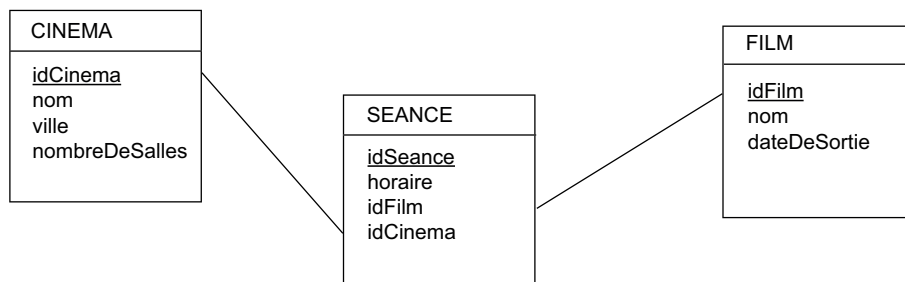 CINEMA
idCinema
nom
ville
nombreDeSalles
SEANCE
idSeance
horaire
idFilm
idCinema
FILM
idFilm
nom
dateDeSortie